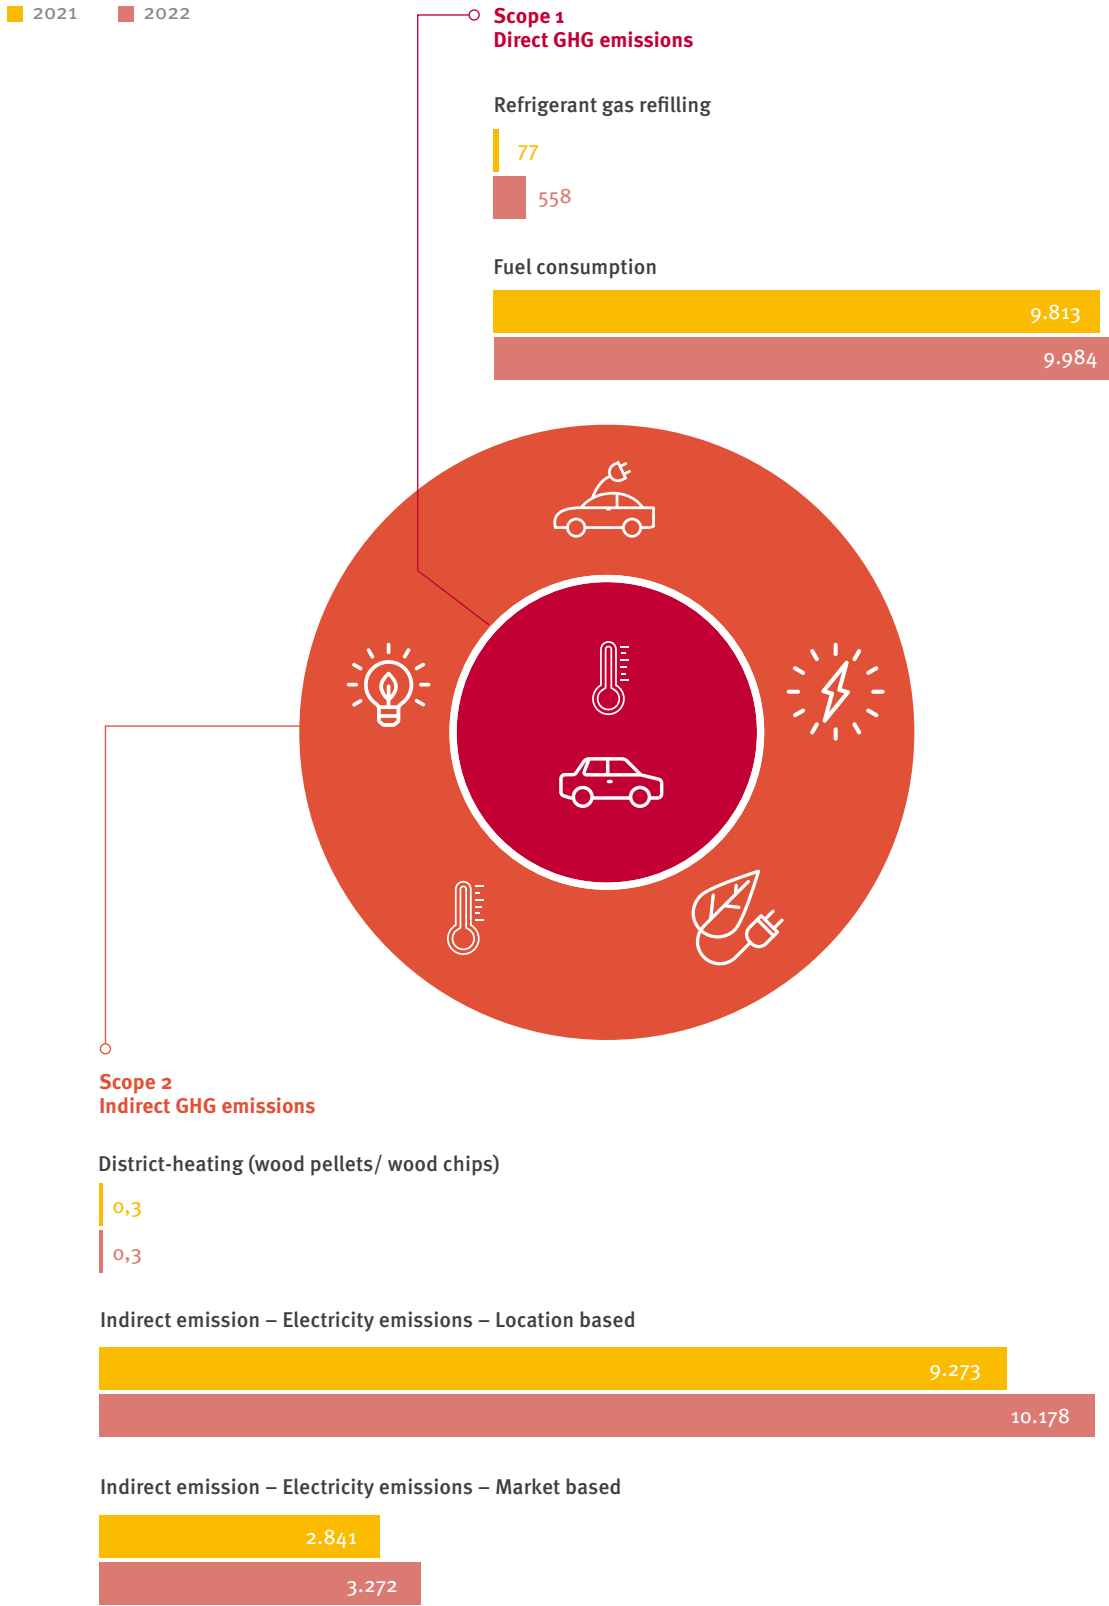 2021 2022
Scope 1
Direct GHG emissions
Refrigerant gas refilling
77
558
Fuel consumption
9.813
9.984
Scope 2
Indirect GHG emissions
District-heating (wood pellets/ wood chips)
0,3
0,3
Indirect emission – Electricity emissions – Location based
9.273
10.178
Indirect emission – Electricity emissions – Market based
2.841
3.272